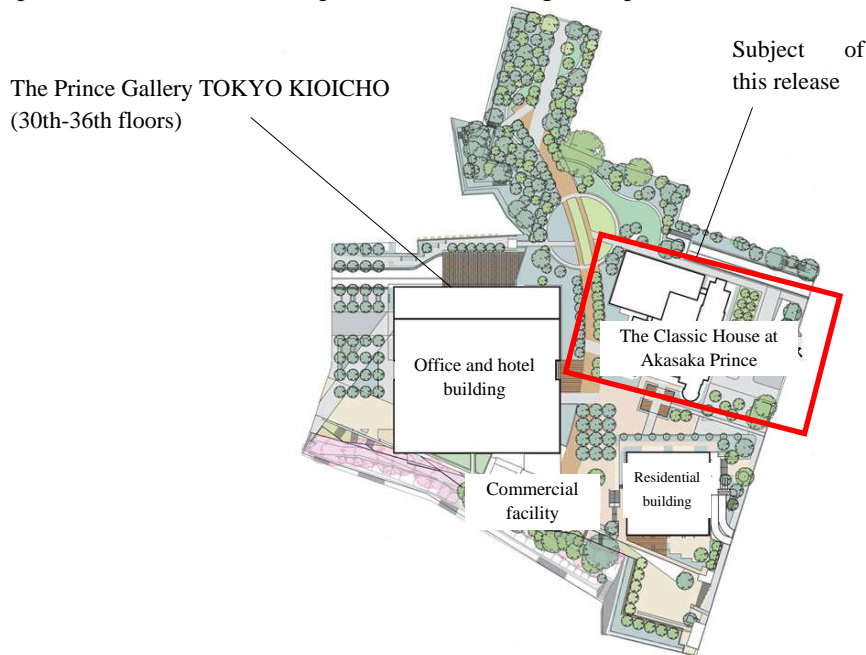 Subject of
this release
The Prince Gallery TOKYO KIOICHO
(30th-36th floors)
The Classic House at
Akasaka Prince
Office and hotel
building
Residential
building
Commercial
facility